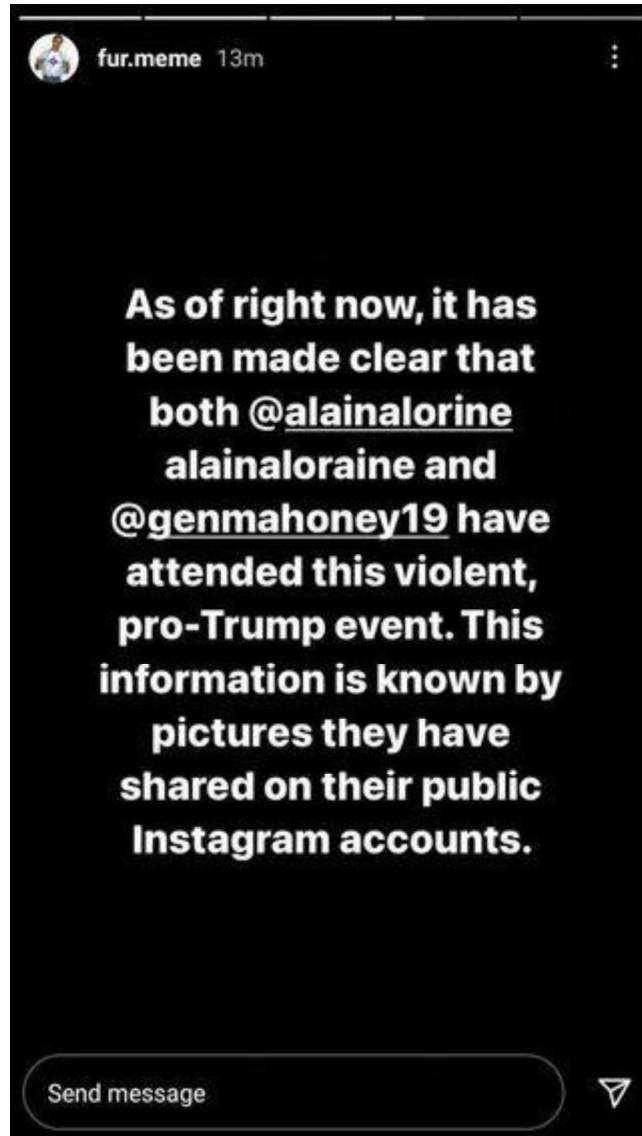 fur.meme 13m
As of right now, it has
been made clear that
both @alainalorine
alainaloraine and
@genmahoney19 have
attended this violent,
pro-Trump event. This
information is known by
pictures they have
shared on their public
Instagram accounts.
Send message